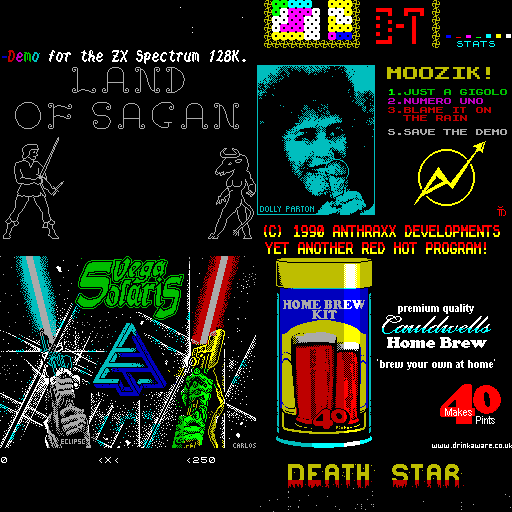 -Demo for the ZX Spectrum 128K.
LAND
OF SAGAN
D-T
STATS
MOOZIK!
1.JUST A GIGOLO
2.NUMERO UNO
3.BLAME IT ON
THE RAIN
S.SAVE THE DEMO
DOLLY PARTON
(C) 1990 ANTHRAXX DEVELOPMENTS
YET ANOTHER RED HOT PROGRAM!
Vega
Solaris
ECLIPSE
CARLOS
0 <X> <250
HOME BREW
KIT
40
premium quality
Cauldwells
Home Brew
'brew your own at home'
Makes 40 Pints
www.drinkaware.co.uk
DEATH STAR